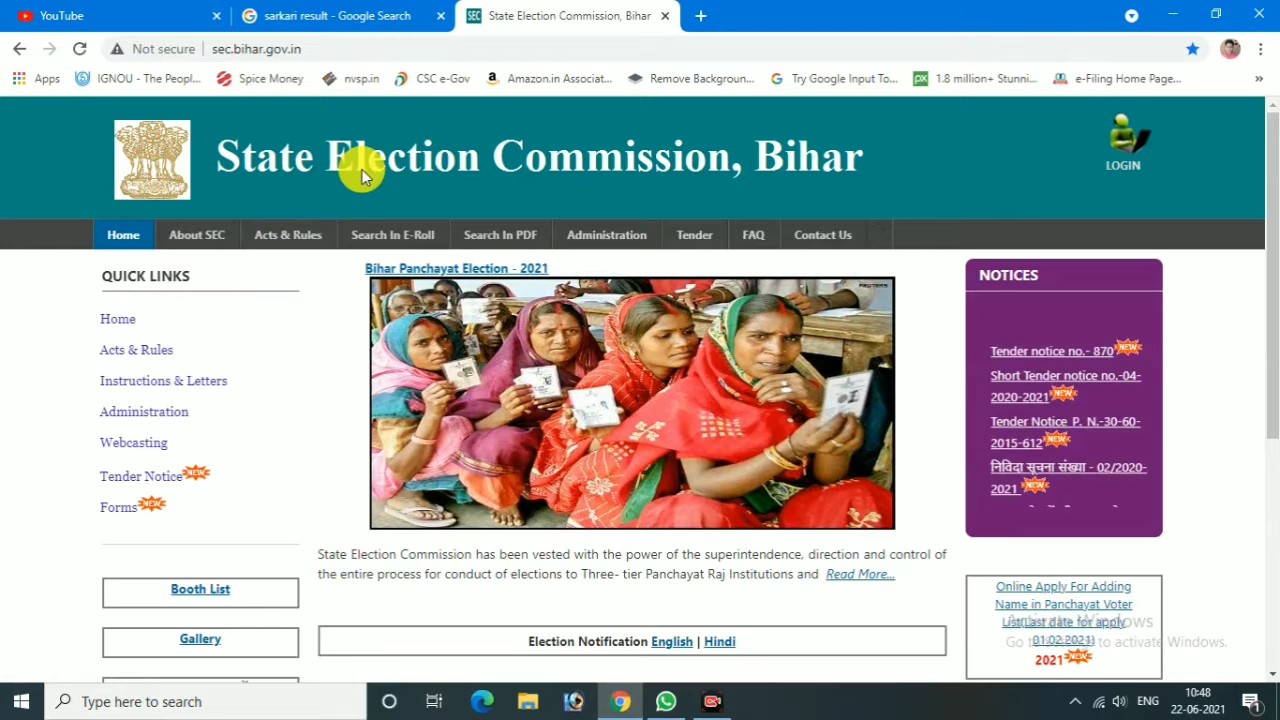 YouTube
sarkari result - Google Search
SEC State Election Commission, Bihar
Not secure | sec.bihar.gov.in
Apps IGNOU - The Peopl... Spice Money nvsp.in CSC e-Gov Amazon.in Associat... Remove Backgroun... Try Google Input To... 1.8 million+ Stunni... e-Filing Home Page... »
State Election Commission, Bihar
LOGIN
Home About SEC Acts & Rules Search In E-Roll Search In PDF Administration Tender FAQ Contact Us
QUICK LINKS
Home
Acts & Rules
Instructions & Letters
Administration
Webcasting
Tender Notice NEW
Forms NEW
Booth List
Gallery
Bihar Panchayat Election - 2021
REUTERS
State Election Commission has been vested with the power of the superintendence, direction and control of
the entire process for conduct of elections to Three- tier Panchayat Raj Institutions and Read More...
Election Notification English | Hindi
NOTICES
Tender notice no.- 870 NEW
Short Tender notice no.-04-
2020-2021 NEW
Tender Notice P. N.-30-60-
2015-612 NEW
निविदा सूचना संख्या - 02/2020-
2021 NEW
Online Apply For Adding
Name in Panchayat Voter
List(Last date for apply
01.02.2021)
2021 NEW
Activate Windows
Go to Settings to activate Windows.
Type here to search
ENG
10:48
22-06-2021
1